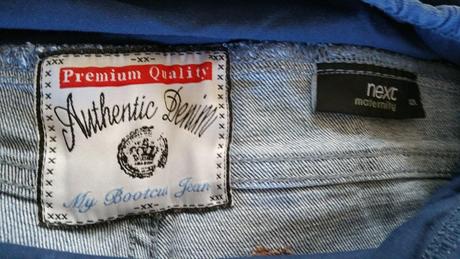 Premium Quality
Authentic Denim
My Bootcut Jean
next
maternity